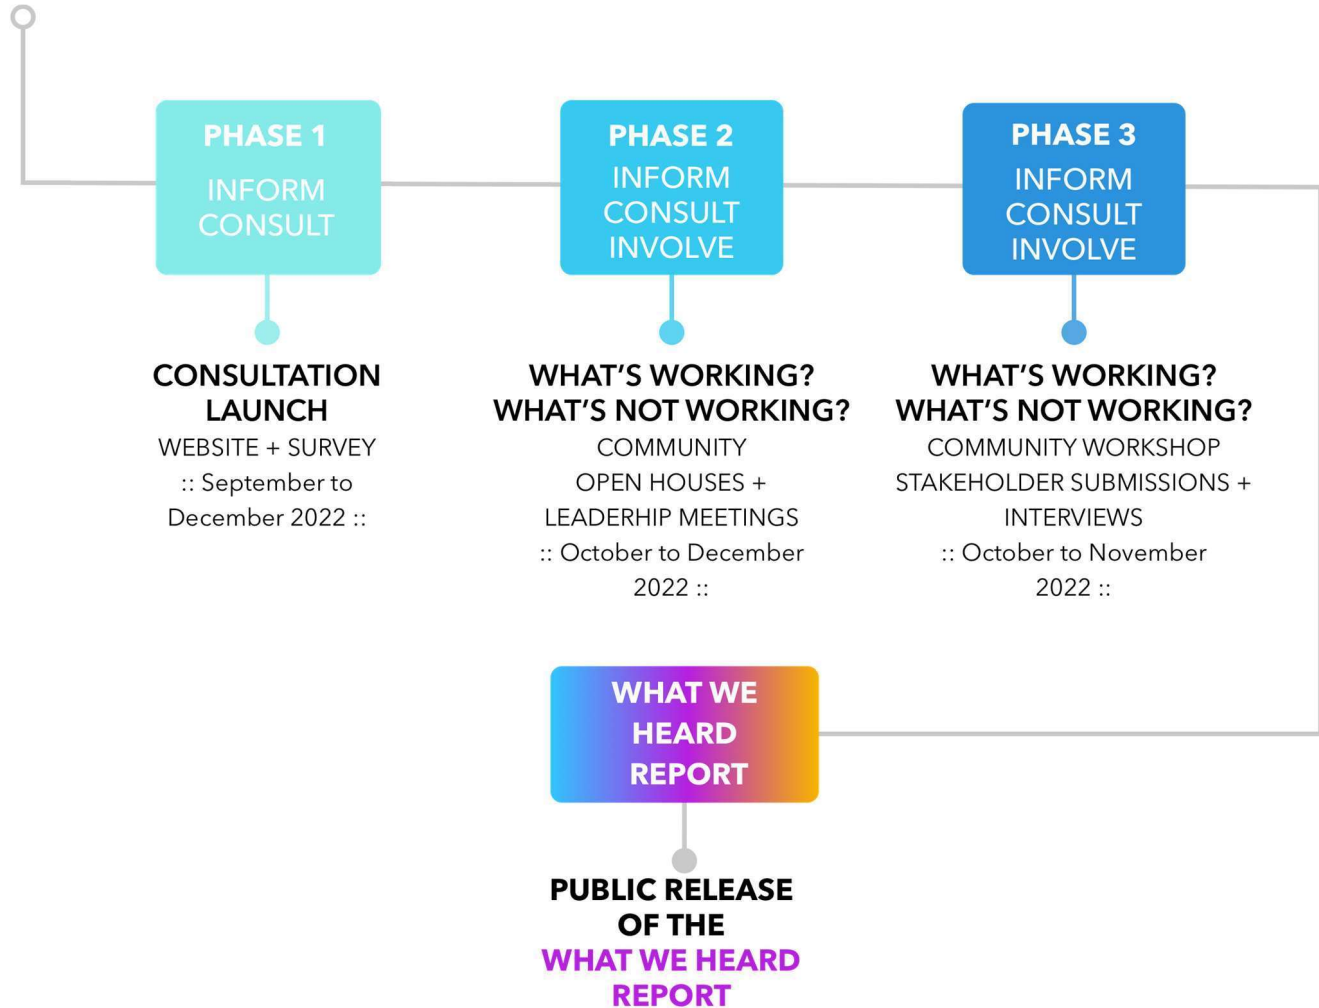 PHASE 1
INFORM
CONSULT
CONSULTATION
LAUNCH
WEBSITE + SURVEY
:: September to
December 2022 ::
PHASE 2
INFORM
CONSULT
INVOLVE
WHAT'S WORKING?
WHAT'S NOT WORKING?
COMMUNITY
OPEN HOUSES +
LEADERHIP MEETINGS
:: October to December
2022 ::
PHASE 3
INFORM
CONSULT
INVOLVE
WHAT'S WORKING?
WHAT'S NOT WORKING?
COMMUNITY WORKSHOP
STAKEHOLDER SUBMISSIONS +
INTERVIEWS
:: October to November
2022 ::
WHAT WE
HEARD
REPORT
PUBLIC RELEASE
OF THE
WHAT WE HEARD
REPORT